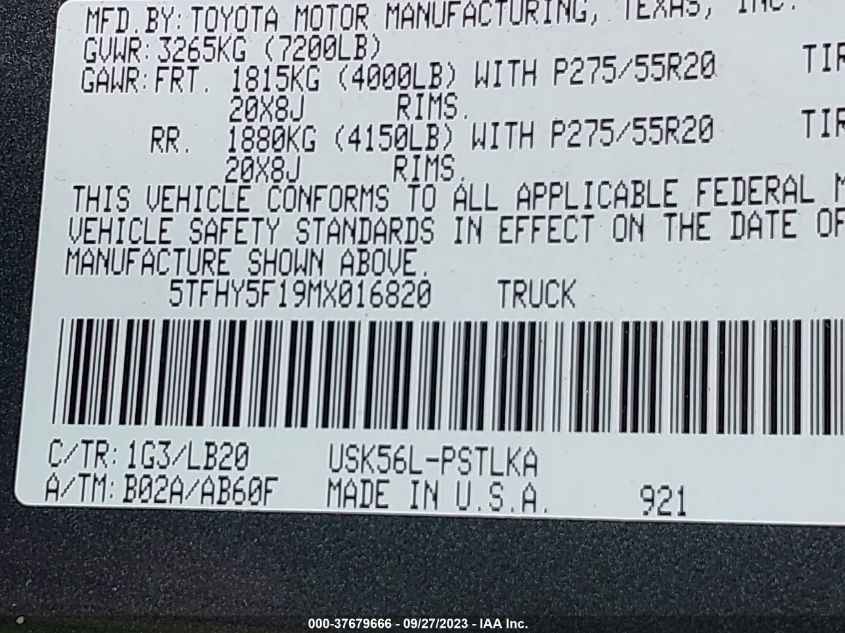 MFD.BY: TOYOTA MOTOR MANUFACTURING, TEXAS, INC.
GVWR: 3265KG (7200LB)
GAWR: FRT. 1815KG (4000LB) WITH P275/55R20 TIR
20X8J RIMS.
RR. 1880KG (4150LB) WITH P275/55R20 TIR
20X8J RIMS.
THIS VEHICLE CONFORMS TO ALL APPLICABLE FEDERAL M
VEHICLE SAFETY STANDARDS IN EFFECT ON THE DATE OF
MANUFACTURE SHOWN ABOVE.
5TFHY5F19MX016820 TRUCK
C/TR: 1G3/LB20 USK56L-PSTLKA
A/TM: B02A/AB60F MADE IN U.S.A. 921
000-37679666 - 09/27/2023 - IAA Inc.